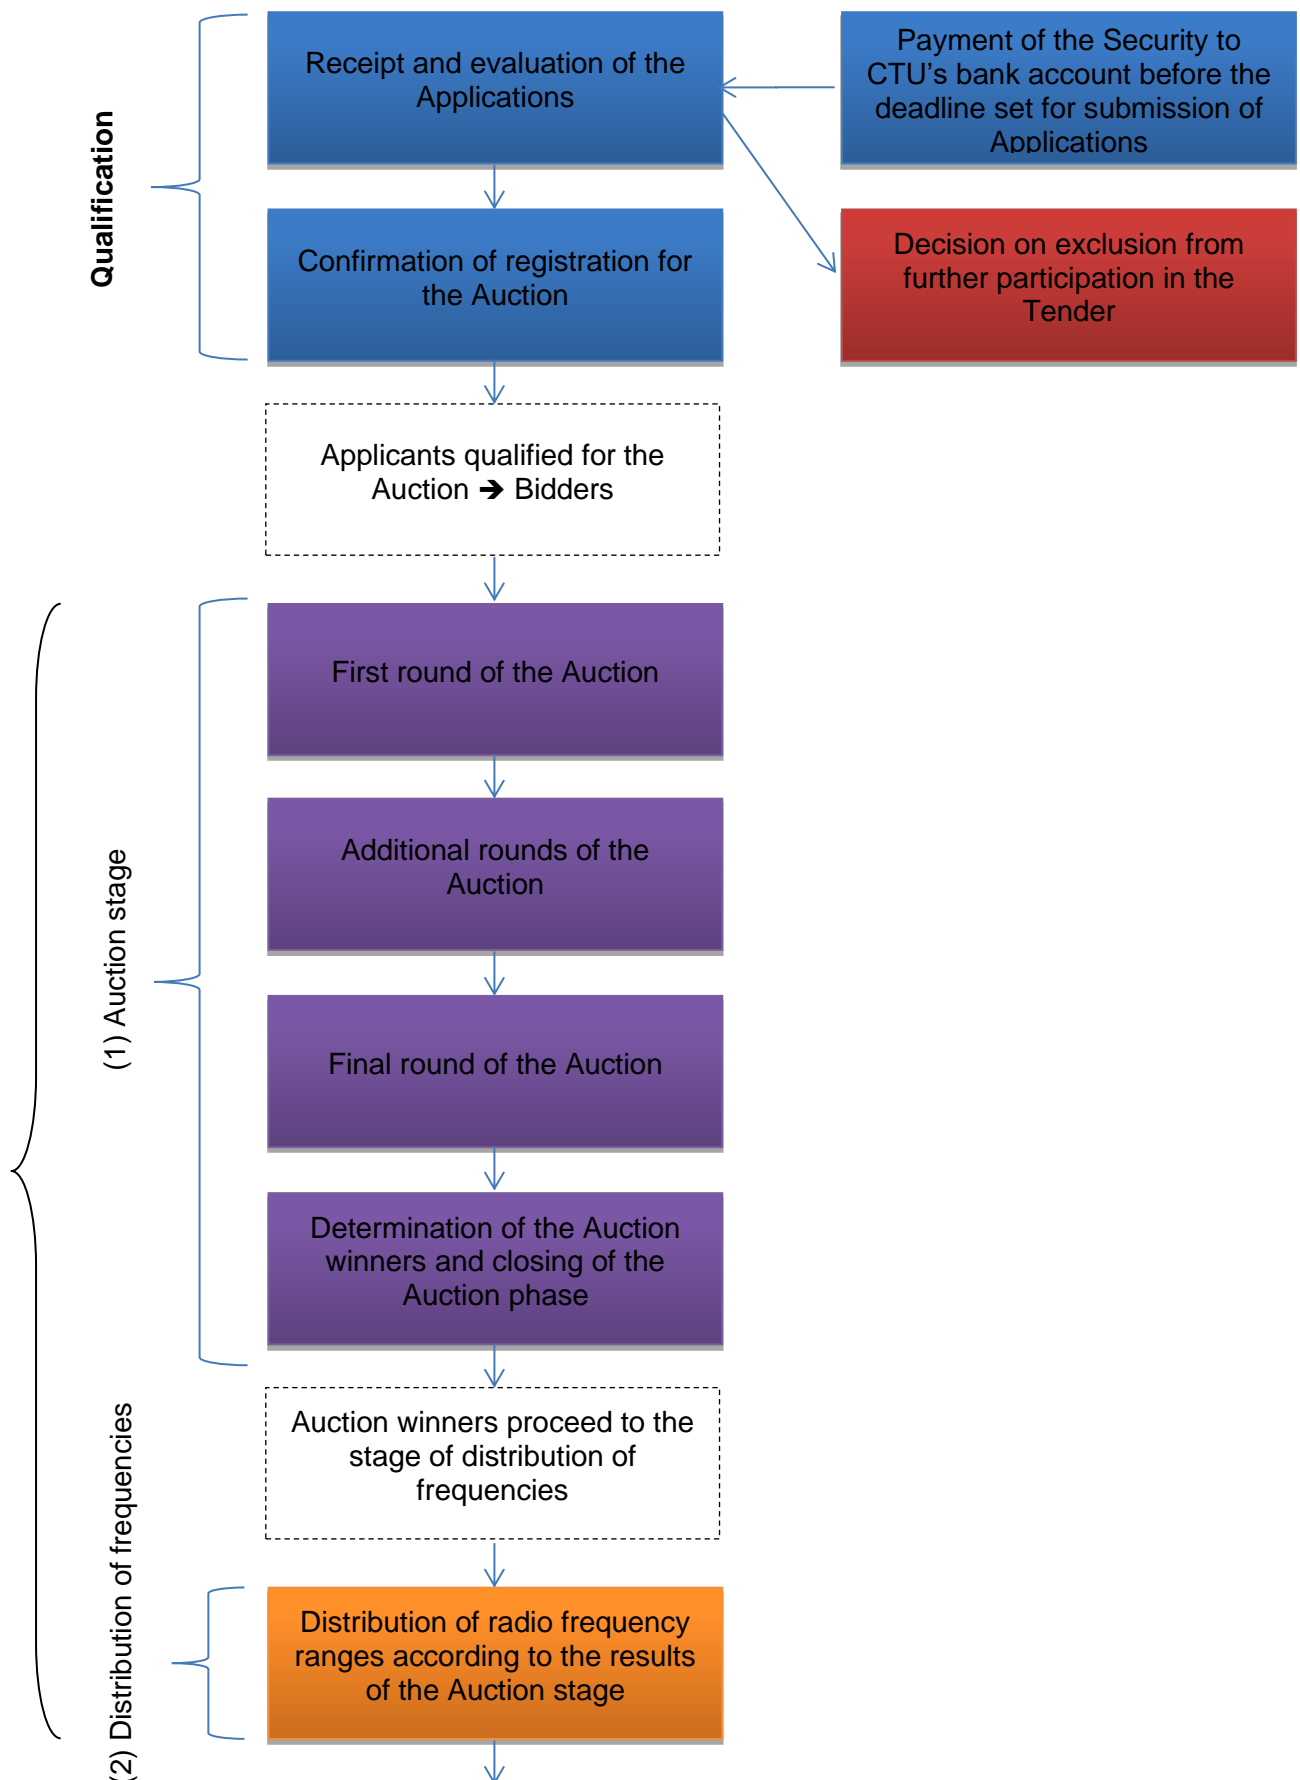 Receipt and evaluation of the
Applications
Payment of the Security to
CTU's bank account before the
deadline set for submission of
Applications
Qualification
Confirmation of registration for
the Auction
Decision on exclusion from
further participation in the
Tender
Applicants qualified for the
Auction ➔ Bidders
First round of the Auction
Additional rounds of the
Auction
(1) Auction stage
Final round of the Auction
Determination of the Auction
winners and closing of the
Auction phase
Auction winners proceed to the
stage of distribution of
frequencies
(2) Distribution of frequencies
Distribution of radio frequency
ranges according to the results
of the Auction stage